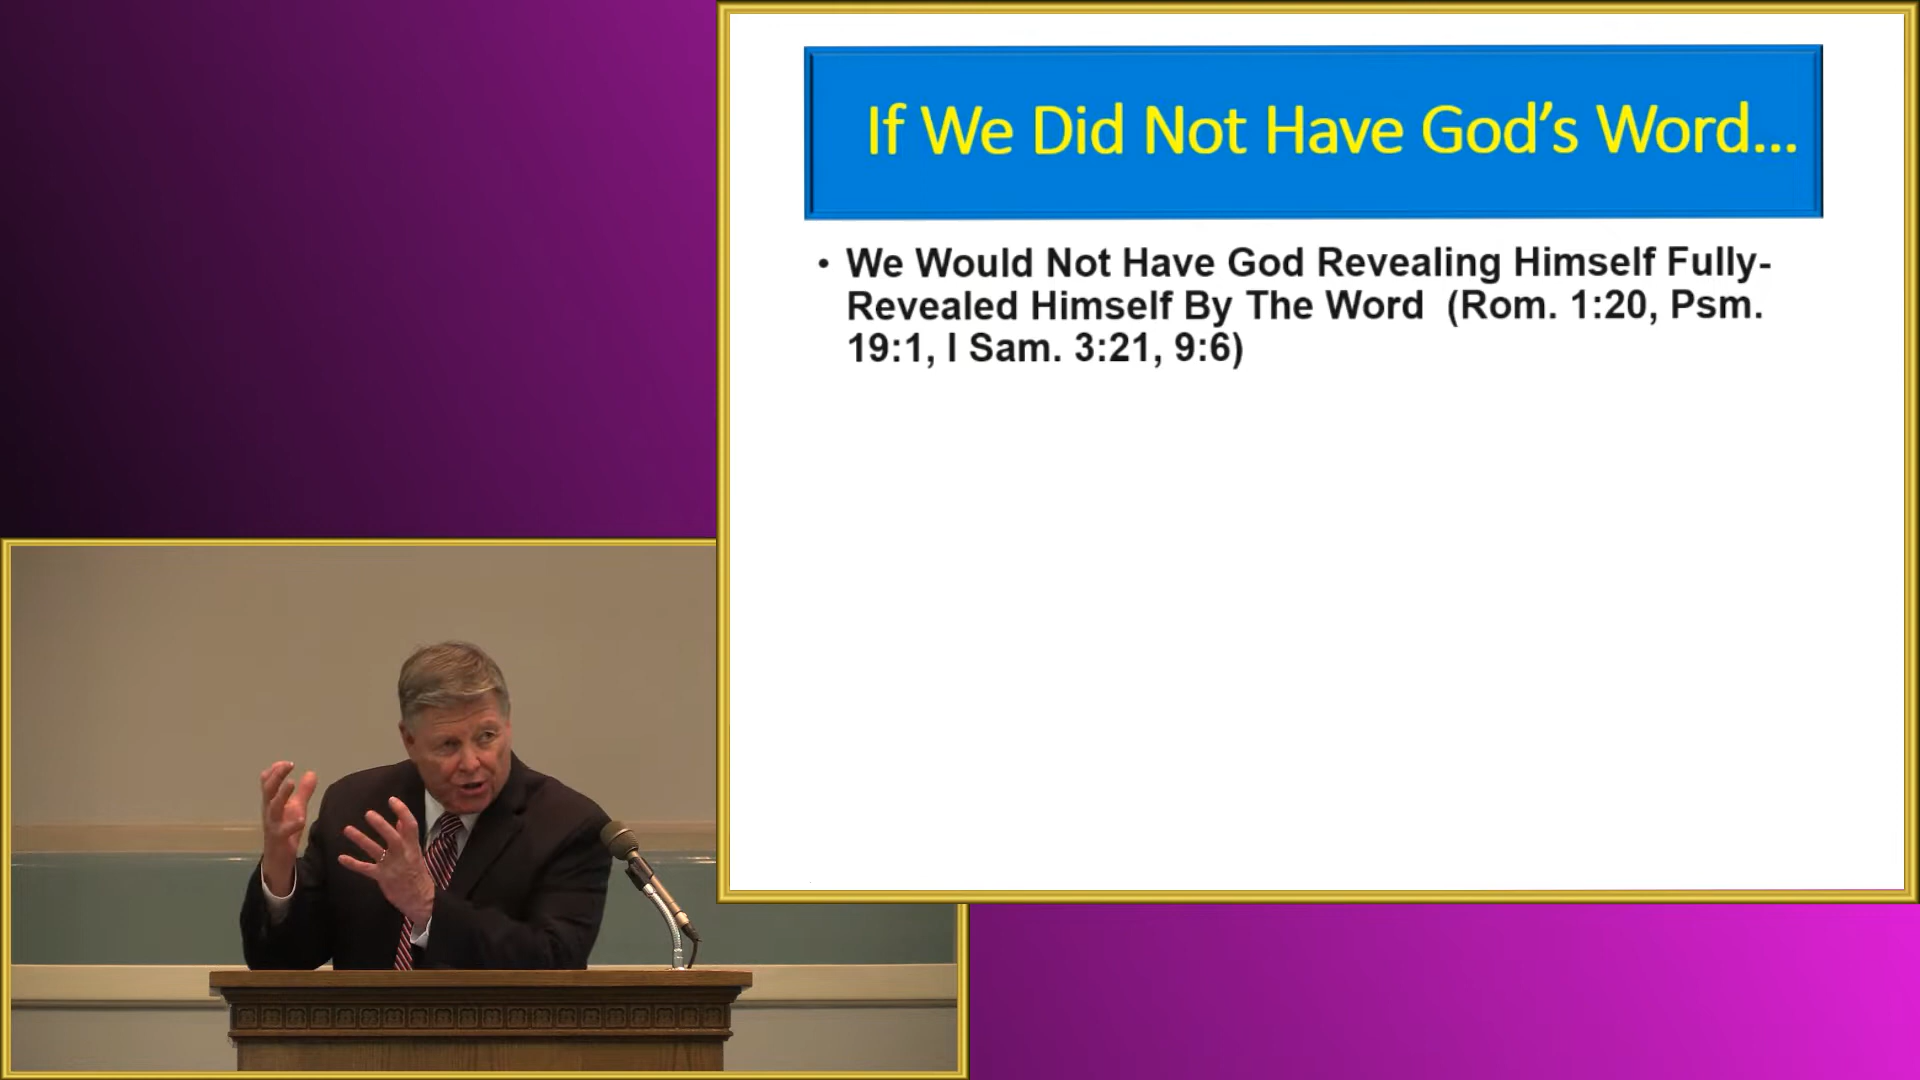 If We Did Not Have God's Word...
• We Would Not Have God Revealing Himself Fully-
Revealed Himself By The Word (Rom. 1:20, Psm.
19:1, I Sam. 3:21, 9:6)